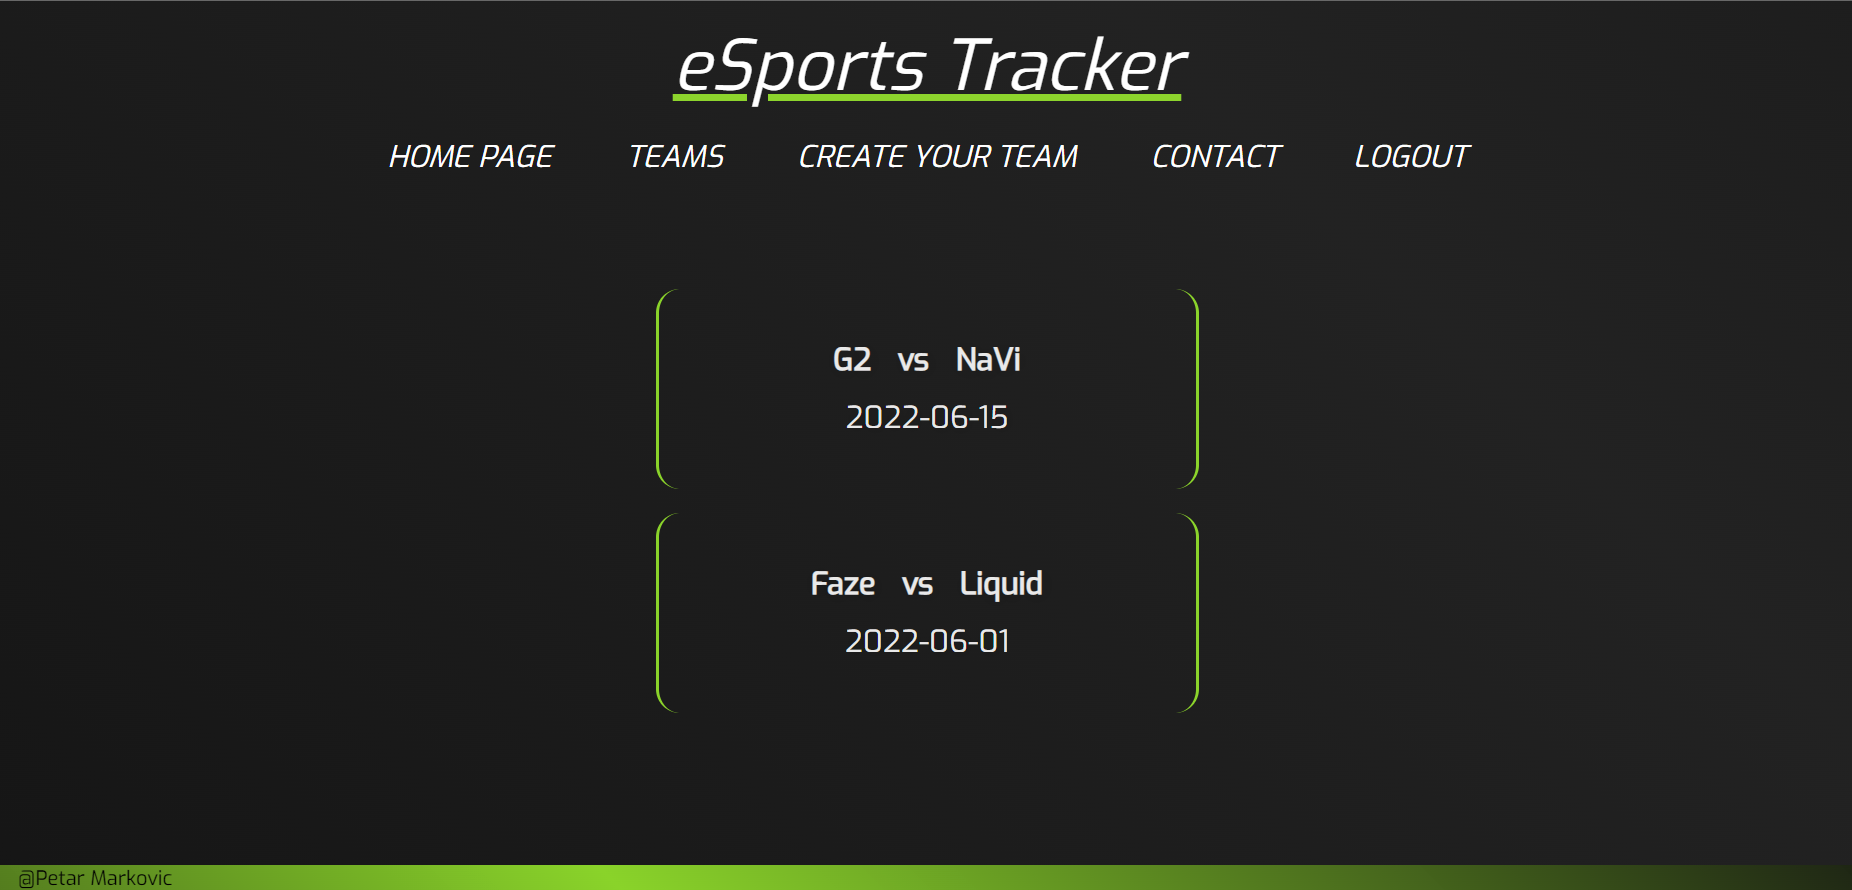 eSports Tracker
HOME PAGE TEAMS CREATE YOUR TEAM CONTACT LOGOUT
G2 vs NaVi
2022-06-15
Faze vs Liquid
2022-06-01
@Petar Markovic